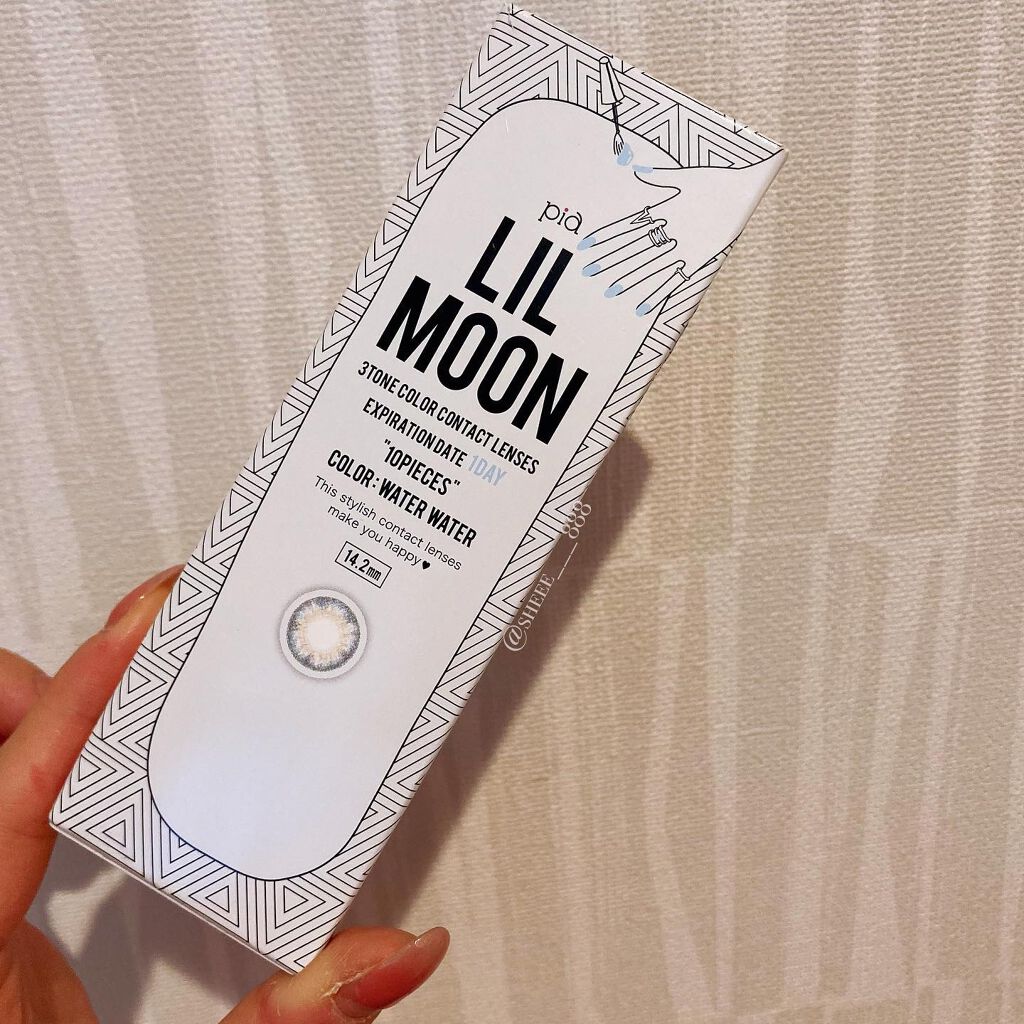 pia
LIL
MOON
3TONE COLOR CONTACT LENSES
EXPIRATION DATE 1DAY
"10PIECES"
COLOR: WATER WATER
This stylish contact lenses
make you happy♥
14.2mm
@SHEEE___888